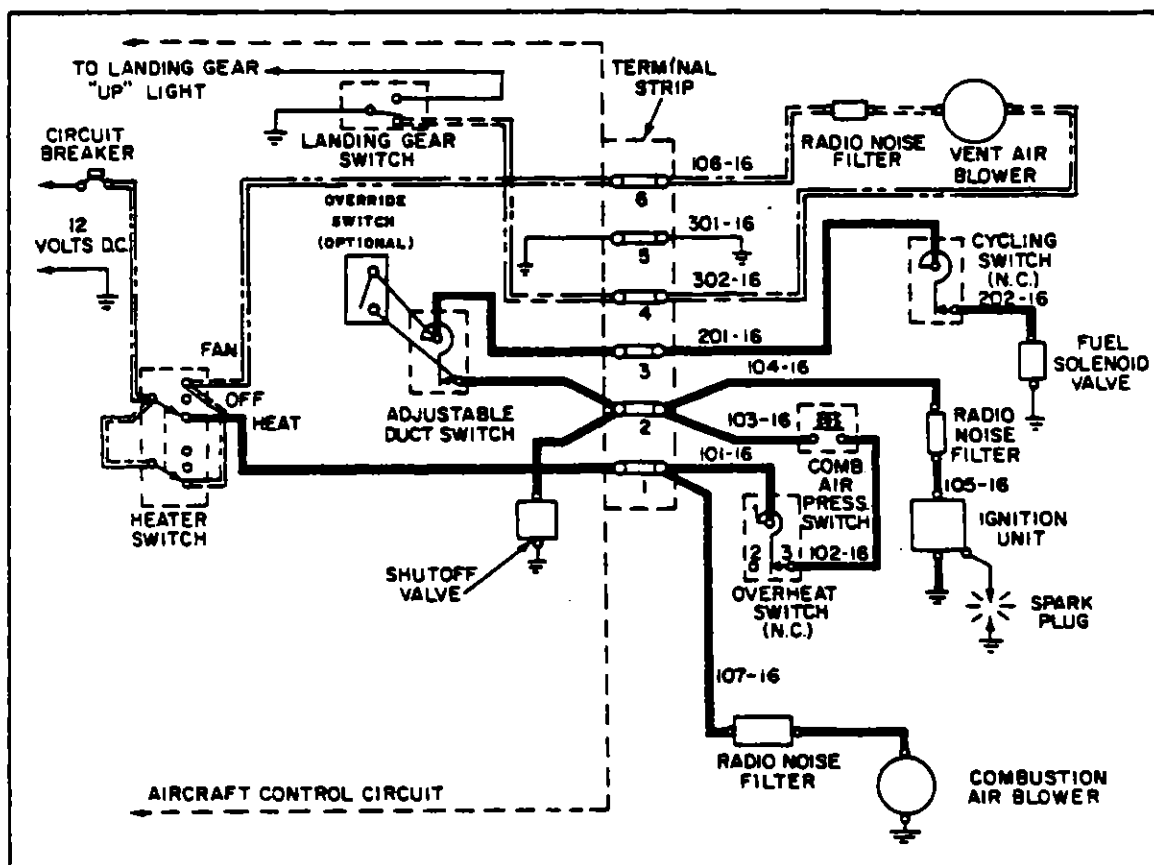 TO LANDING GEAR
"UP" LIGHT
TERMINAL
STRIP
CIRCUIT
BREAKER
LANDING GEAR
SWITCH
RADIO NOISE
FILTER
VENT AIR
BLOWER
106-16
6
OVERRIDE
SWITCH
(OPTIONAL)
12
VOLTS D.C.
301-16
5
CYCLING
SWITCH
(N.C.)
302-16
4
202-16
201-16
3
FUEL
SOLENOID
VALVE
FAN
OFF
HEAT
104-16
ADJUSTABLE
DUCT SWITCH
2
103-16
RADIO
NOISE
FILTER
101-16
1
COMB
AIR
PRESS.
SWITCH
105-16
HEATER
SWITCH
IGNITION
UNIT
1
2
3
102-16
SHUTOFF
VALVE
OVERHEAT
SWITCH
(N.C.)
SPARK
PLUG
107-16
RADIO NOISE
FILTER
AIRCRAFT CONTROL CIRCUIT
COMBUSTION
AIR BLOWER